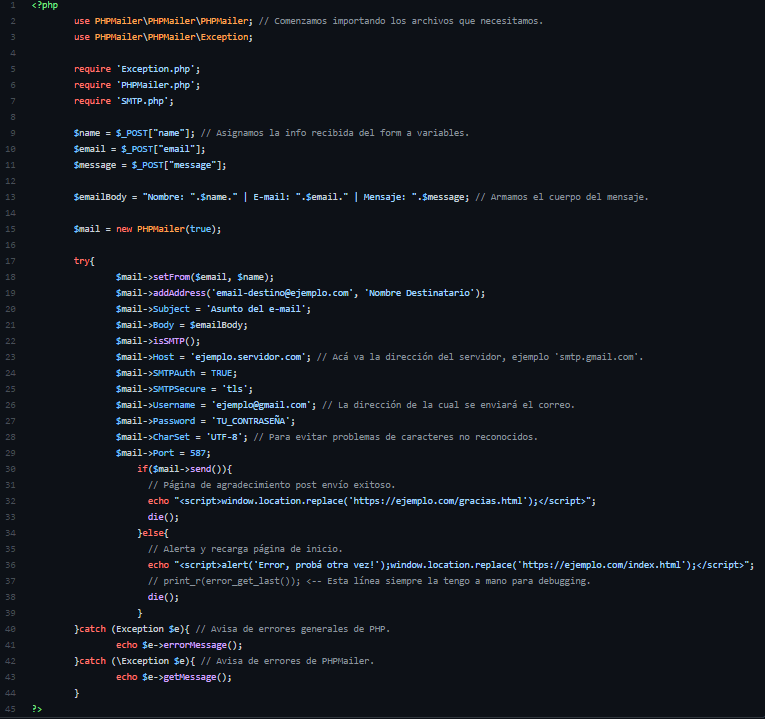 1 <?php
2 use PHPMailer\PHPMailer\PHPMailer; // Comenzamos importando los archivos que necesitamos.
3 use PHPMailer\PHPMailer\Exception;
4
5 require 'Exception.php';
6 require 'PHPMailer.php';
7 require 'SMTP.php';
8
9 $name = $_POST["name"]; // Asignamos la info recibida del form a variables.
10 $email = $_POST["email"];
11 $message = $_POST["message"];
12
13 $emailBody = "Nombre: ".$name." | E-mail: ".$email." | Mensaje: ".$message; // Armamos el cuerpo del mensaje.
14
15 $mail = new PHPMailer(true);
16
17 try{
18 $mail->setFrom($email, $name);
19 $mail->addAddress('email-destino@ejemplo.com', 'Nombre Destinatario');
20 $mail->Subject = 'Asunto del e-mail';
21 $mail->Body = $emailBody;
22 $mail->isSMTP();
23 $mail->Host = 'ejemplo.servidor.com'; // Acá va la dirección del servidor, ejemplo 'smtp.gmail.com'.
24 $mail->SMTPAuth = TRUE;
25 $mail->SMTPSecure = 'tls';
26 $mail->Username = 'ejemplo@gmail.com'; // La dirección de la cual se enviará el correo.
27 $mail->Password = 'TU_CONTRASEÑA';
28 $mail->CharSet = 'UTF-8'; // Para evitar problemas de caracteres no reconocidos.
29 $mail->Port = 587;
30 if($mail->send()){
31 // Página de agradecimiento post envío exitoso.
32 echo "<script>window.location.replace('https://ejemplo.com/gracias.html');</script>";
33 die();
34 }else{
35 // Alerta y recarga página de inicio.
36 echo "<script>alert('Error, probá otra vez!');window.location.replace('https://ejemplo.com/index.html');</script>";
37 // print_r(error_get_last()); <-- Esta línea siempre la tengo a mano para debugging.
38 die();
39 }
40 }catch (Exception $e){ // Avisa de errores generales de PHP.
41 echo $e->errorMessage();
42 }catch (\Exception $e){ // Avisa de errores de PHPMailer.
43 echo $e->getMessage();
44 }
45 ?>